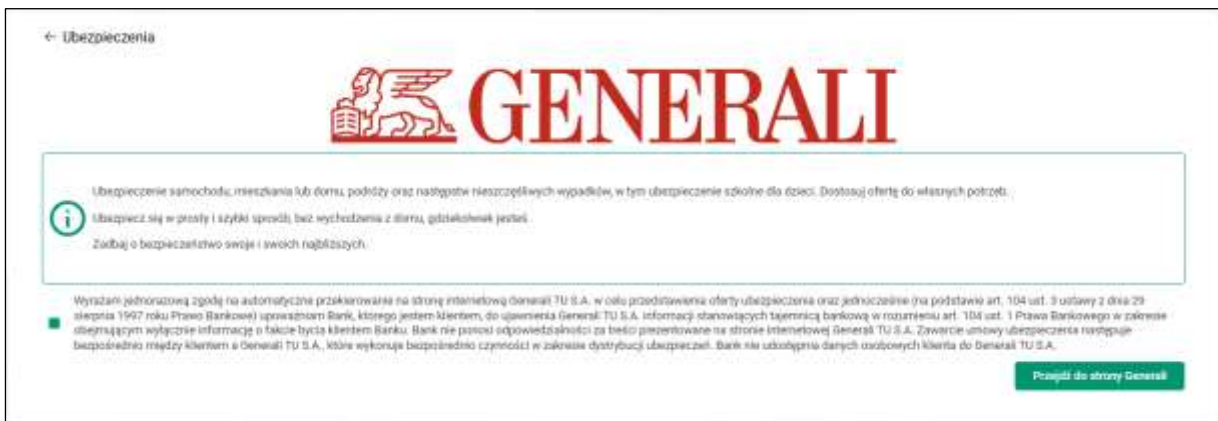 ← Ubezpieczenia
GENERALI
Ubezpieczenie samochodu, mieszkania lub domu, podróży oraz następstw nieszczęśliwych wypadków, w tym ubezpieczenie szkolne dla dzieci. Dostosuj ofertę do własnych potrzeb.
Ubezpiecz się w prosty i szybki sposób, bez wychodzenia z domu, gdziekolwiek jesteś.
Zadbaj o bezpieczeństwo swoje i swoich najbliższych.
Wyrażam jednorazową zgodę na automatyczne przekierowanie na stronę internetową Generali TU S.A. w celu przedstawienia oferty ubezpieczenia oraz jednocześnie (na podstawie art. 104 ust. 3 ustawy z dnia 29
sierpnia 1997 roku Prawo Bankowe) upoważniam Bank, którego jestem klientem, do ujawnienia Generali TU S.A. informacji stanowiących tajemnicą bankową w rozumieniu art. 104 ust. 1 Prawa Bankowego w zakresie
obejmującym wyłącznie informację o fakcie bycia klientem Banku. Bank nie ponosi odpowiedzialności za treści prezentowane na stronie internetowej Generali TU S.A. Zawarcie umowy ubezpieczenia następuje
bezpośrednio między klientem a Generali TU S.A., które wykonuje bezpośrednio czynności w zakresie dystrybucji ubezpieczeń. Bank nie udostępnia danych osobowych klienta do Generali TU S.A.
Przejdź do strony Generali